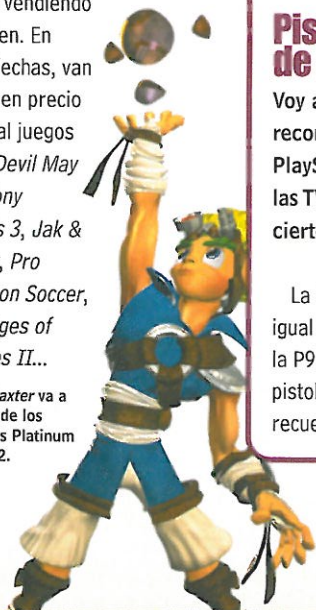 vendiendo
en. En
echas, van
en precio
al juegos
Devil May
ony
s 3, Jak &
, Pro
on Soccer,
ges of
s II...
axter va a
de los
s Platinum
2.
Pis
de
Voy a
recor
PlayS
las T
ciert
La
igual
la P9
pistol
recue